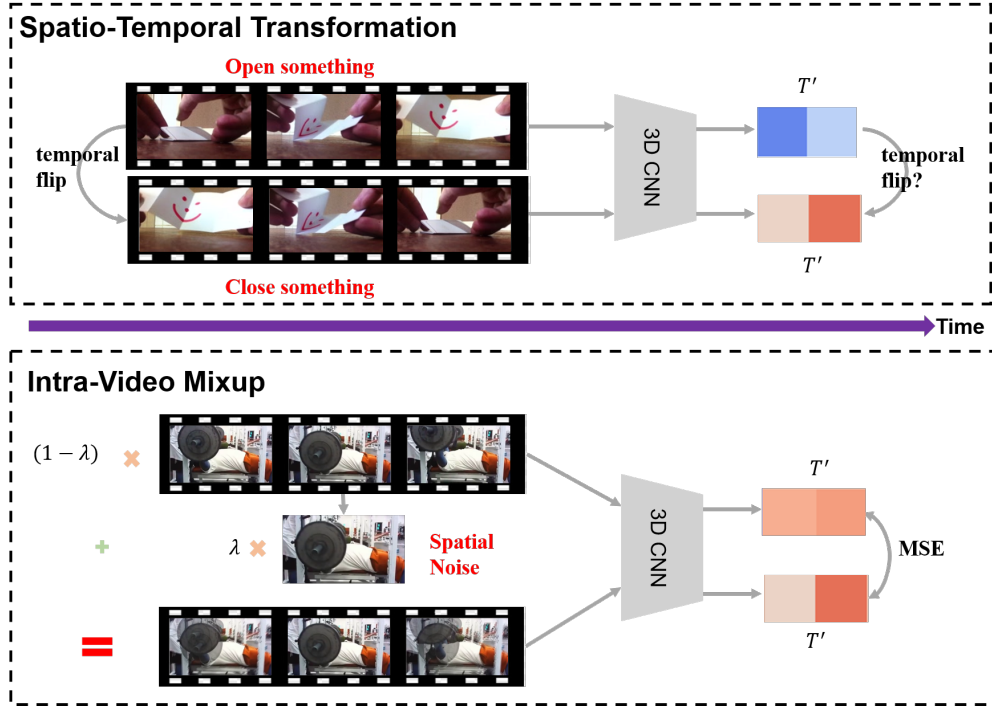 Spatio-Temporal Transformation
Open something
temporal
flip
3D CNN
T′
temporal
flip?
T′
Close something
Time
Intra-Video Mixup
(1 − λ)
λ
Spatial
Noise
3D CNN
T′
MSE
T′